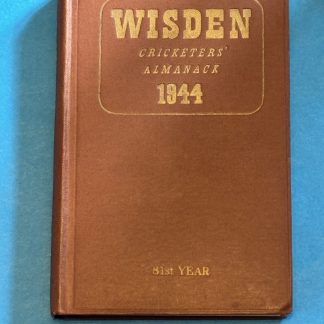 WISDEN
CRICKETERS'
ALMANACK
1944
81st YEAR